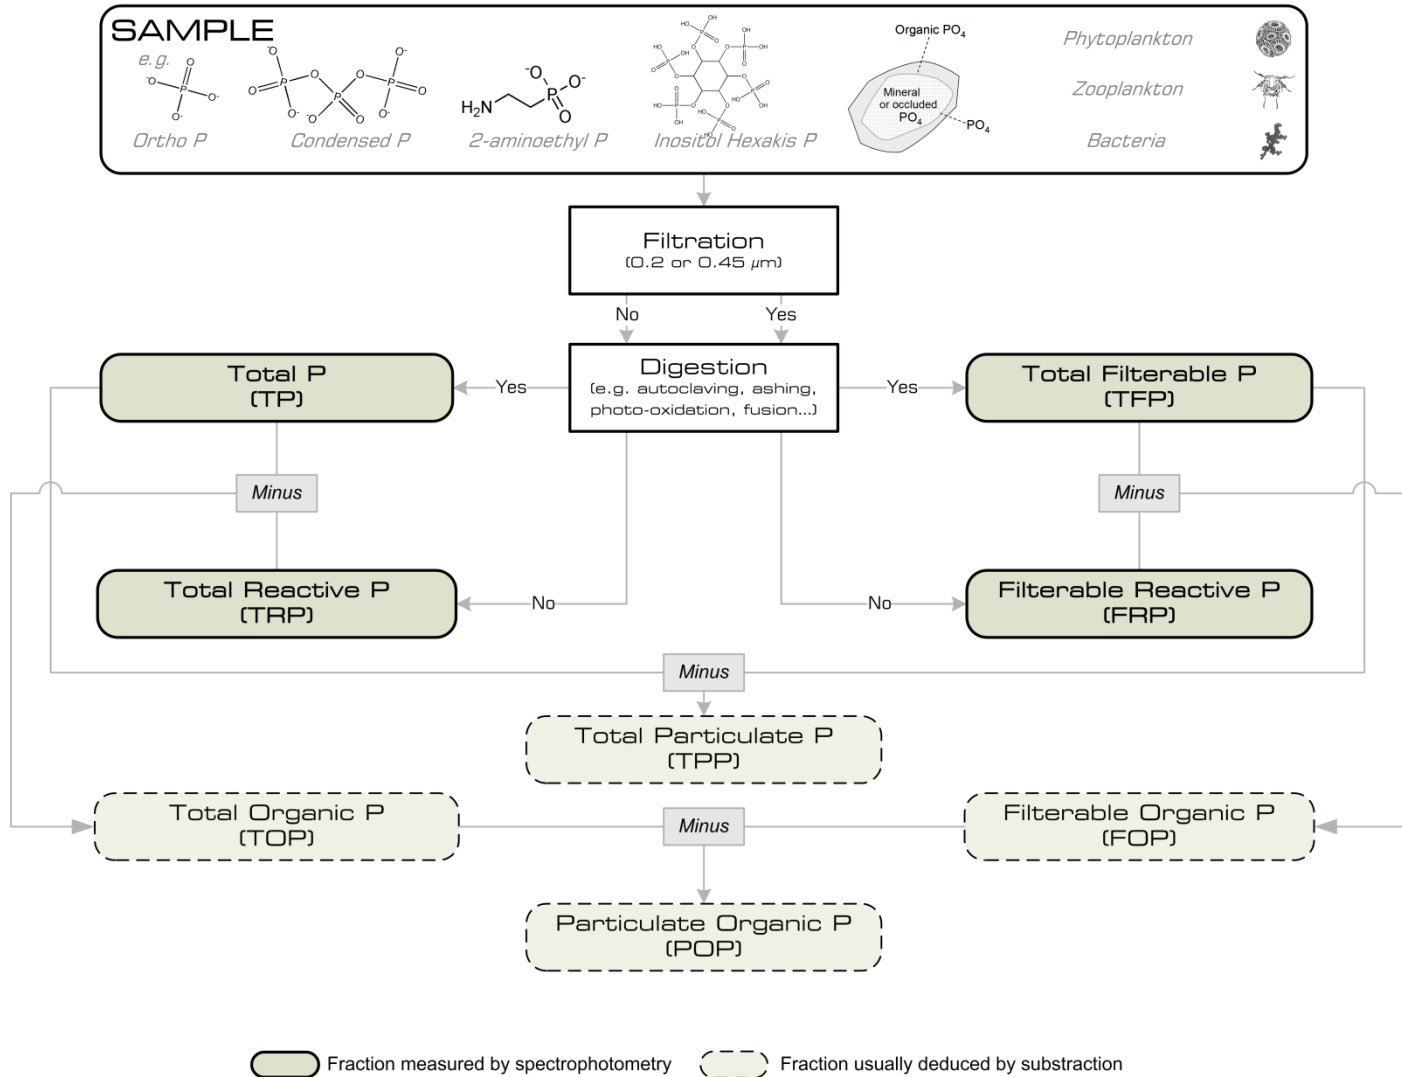 SAMPLE
e.g.
O
-O
P
O-
O-
Ortho P
-O
O-
O
O
P
P
P
O
O
O-
-O
O
O-
Condensed P
-O
O-
P
H₂N
O
2-aminoethyl P
HO
OH
P
O
O
Inositol Hexakis P
Organic PO₄
Mineral
or occluded
PO₄
PO₄
Phytoplankton
Zooplankton
Bacteria
Filtration
(0.2 or 0.45 µm)
No
Yes
Total P
(TP)
Yes
Digestion
(e.g. autoclaving, ashing,
photo-oxidation, fusion...)
Yes
Total Filterable P
(TFP)
Minus
Minus
Total Reactive P
(TRP)
No
No
Filterable Reactive P
(FRP)
Minus
Total Particulate P
(TPP)
Total Organic P
(TOP)
Minus
Filterable Organic P
(FOP)
Particulate Organic P
(POP)
Fraction measured by spectrophotometry
Fraction usually deduced by substraction